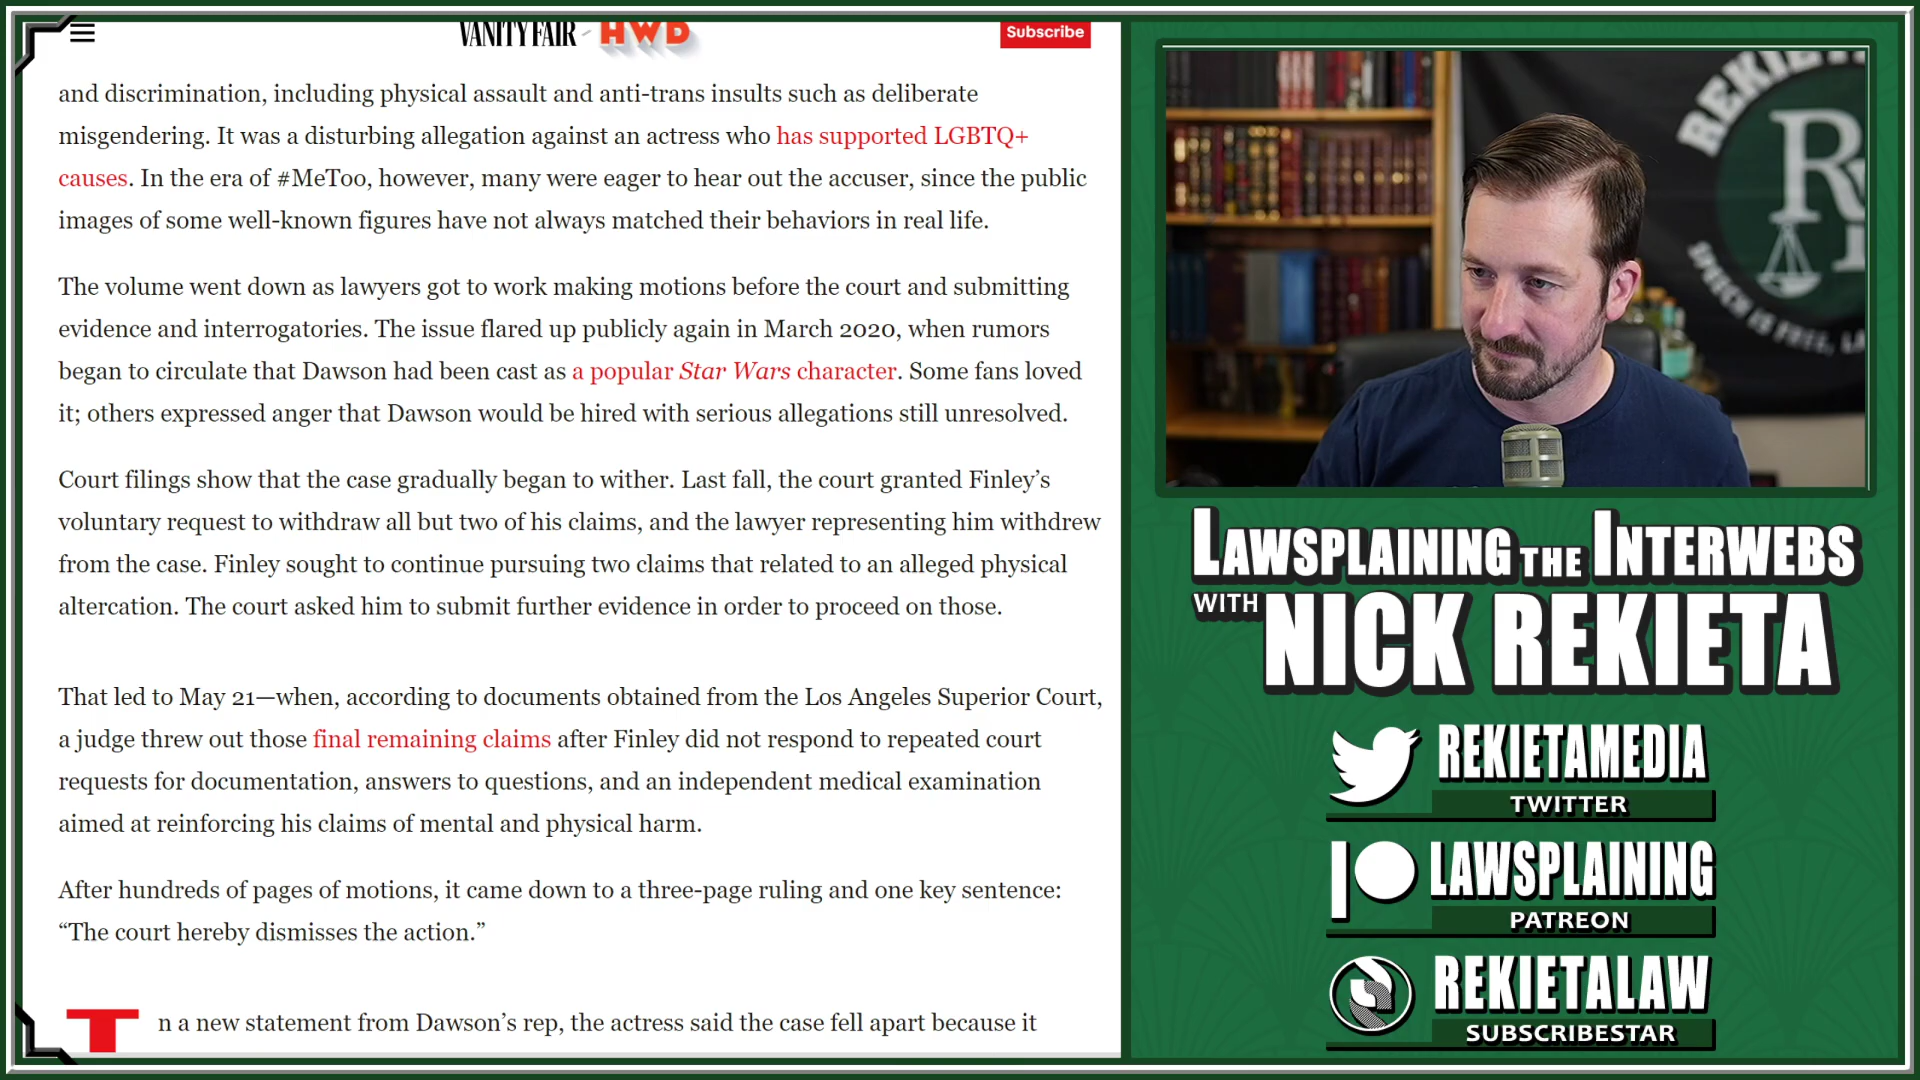 VANITY FAIR - HWD
Subscribe
and discrimination, including physical assault and anti-trans insults such as deliberate
misgendering. It was a disturbing allegation against an actress who has supported LGBTQ+
causes. In the era of #MeToo, however, many were eager to hear out the accuser, since the public
images of some well-known figures have not always matched their behaviors in real life.
The volume went down as lawyers got to work making motions before the court and submitting
evidence and interrogatories. The issue flared up publicly again in March 2020, when rumors
began to circulate that Dawson had been cast as a popular Star Wars character. Some fans loved
it; others expressed anger that Dawson would be hired with serious allegations still unresolved.
Court filings show that the case gradually began to wither. Last fall, the court granted Finley’s
voluntary request to withdraw all but two of his claims, and the lawyer representing him withdrew
from the case. Finley sought to continue pursuing two claims that related to an alleged physical
altercation. The court asked him to submit further evidence in order to proceed on those.
That led to May 21—when, according to documents obtained from the Los Angeles Superior Court,
a judge threw out those final remaining claims after Finley did not respond to repeated court
requests for documentation, answers to questions, and an independent medical examination
aimed at reinforcing his claims of mental and physical harm.
After hundreds of pages of motions, it came down to a three-page ruling and one key sentence:
“The court hereby dismisses the action.”
n a new statement from Dawson’s rep, the actress said the case fell apart because it
R
SPEECH IS FREE,
LAWSPLAINING THE INTERWEBS
WITH NICK REKIETA
REKIETAMEDIA
TWITTER
LAWSPLAINING
PATREON
REKIETALAW
SUBSCRIBESTAR